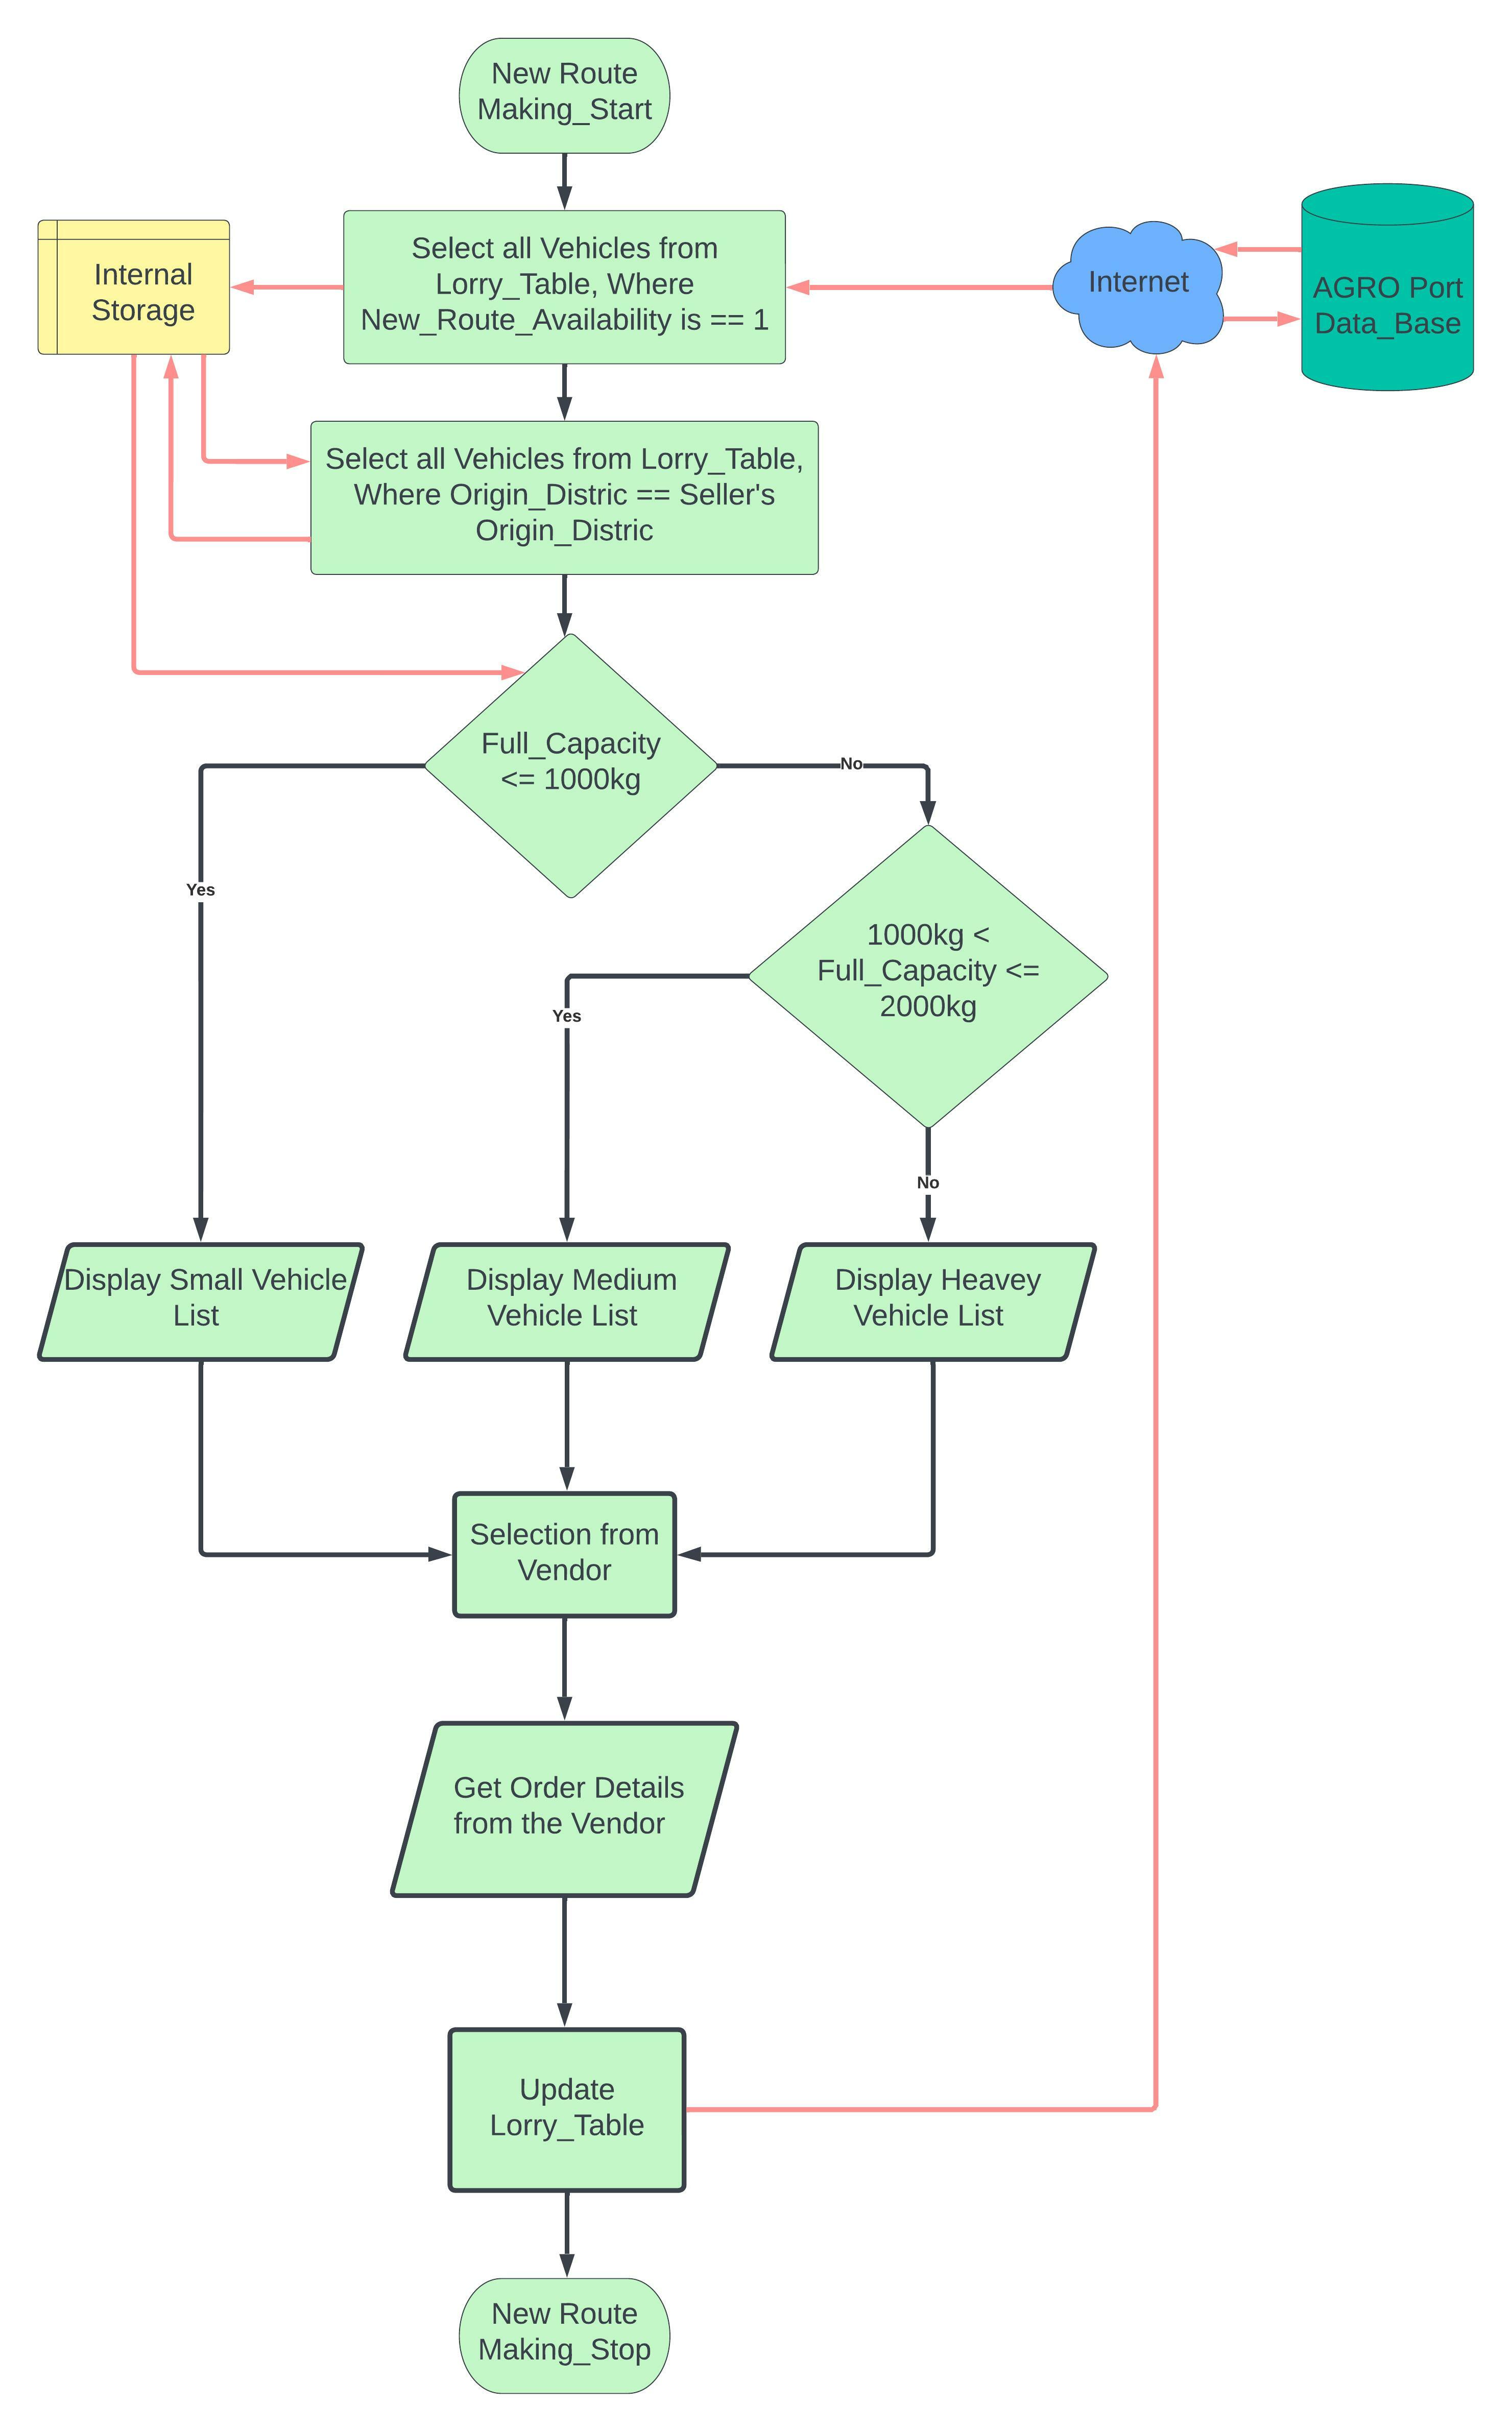 New Route
Making_Start
Select all Vehicles from
Lorry_Table, Where
New_Route_Availability is == 1
Internal
Storage
Internet
AGRO Port
Data_Base
Select all Vehicles from Lorry_Table,
Where Origin_Distric == Seller's
Origin_Distric
Full_Capacity
<= 1000kg
No
Yes
1000kg <
Full_Capacity <=
2000kg
Yes
No
Display Small Vehicle
List
Display Medium
Vehicle List
Display Heavey
Vehicle List
Selection from
Vendor
Get Order Details
from the Vendor
Update
Lorry_Table
New Route
Making_Stop